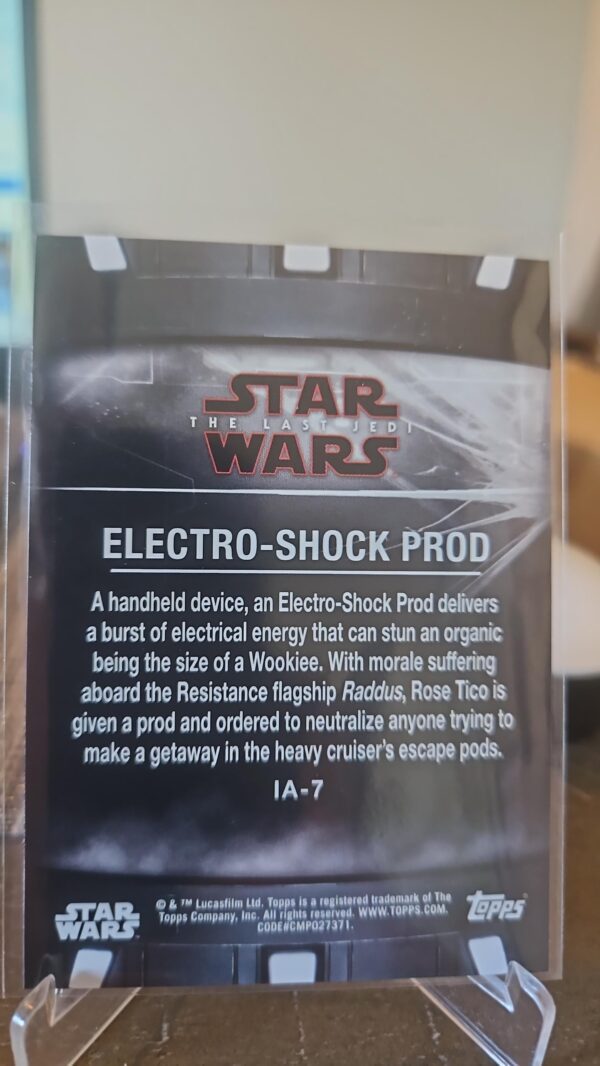 STAR
THE LAST JEDI
WARS
ELECTRO-SHOCK PROD
A handheld device, an Electro-Shock Prod delivers
a burst of electrical energy that can stun an organic
being the size of a Wookiee. With morale suffering
aboard the Resistance flagship Raddus, Rose Tico is
given a prod and ordered to neutralize anyone trying to
make a getaway in the heavy cruiser's escape pods.
IA-7
STAR
WARS
© & ™ Lucasfilm Ltd. Topps is a registered trademark of The
Topps Company, Inc. All rights reserved. WWW.TOPPS.COM.
CODE#CMP027371.
topps